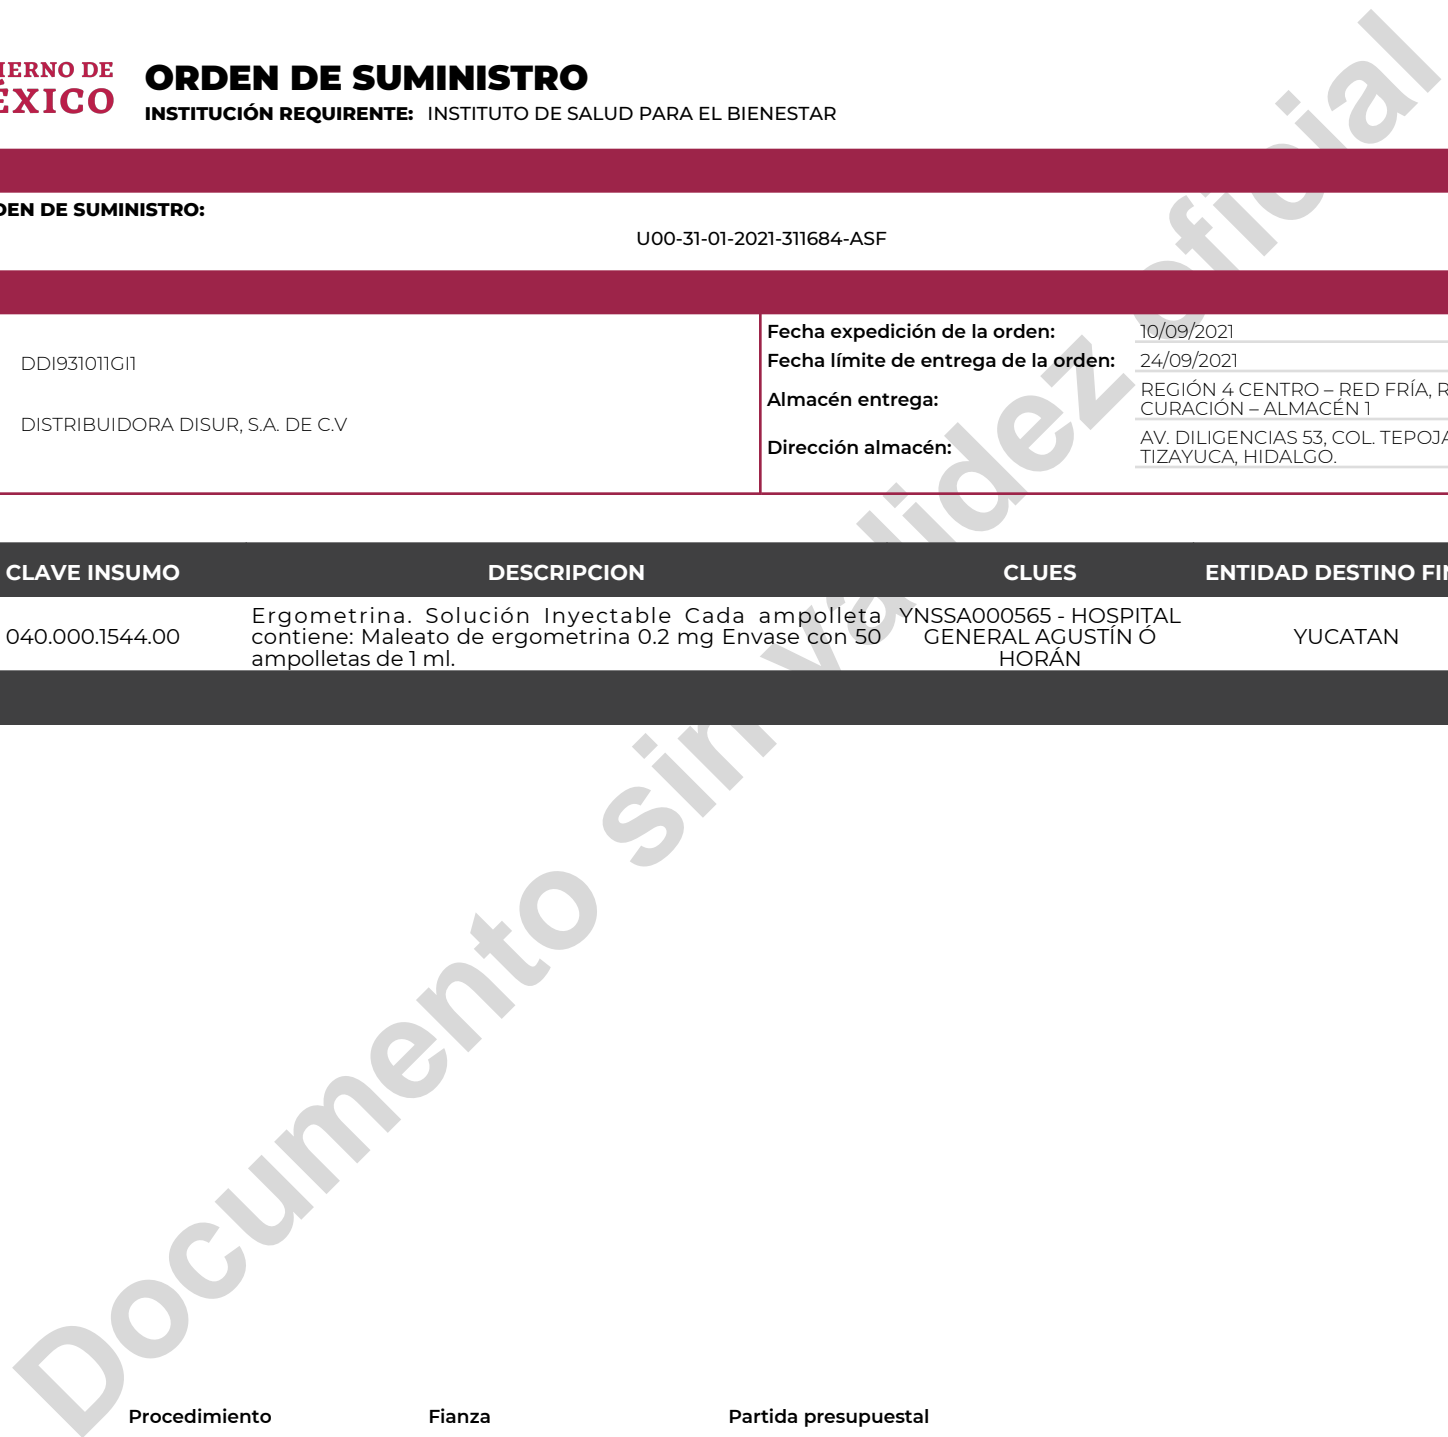 IERNO DE
ÉXICO
ORDEN DE SUMINISTRO
INSTITUCIÓN REQUIRENTE: INSTITUTO DE SALUD PARA EL BIENESTAR
DEN DE SUMINISTRO:
U00-31-01-2021-311684-ASF
DDI931011GI1
DISTRIBUIDORA DISUR, S.A. DE C.V
Fecha expedición de la orden: 10/09/2021
Fecha límite de entrega de la orden: 24/09/2021
Almacén entrega: REGIÓN 4 CENTRO – RED FRÍA, R
CURACIÓN – ALMACÉN 1
Dirección almacén: AV. DILIGENCIAS 53, COL. TEPOJA
TIZAYUCA, HIDALGO.
CLAVE INSUMO DESCRIPCION CLUES ENTIDAD DESTINO FIN
040.000.1544.00
Ergometrina. Solución Inyectable Cada ampolleta
contiene: Maleato de ergometrina 0.2 mg Envase con 50
ampolletas de 1 ml.
YNSSA000565 - HOSPITAL
GENERAL AGUSTÍN Ó
HORÁN
YUCATAN
Documento sin validez oficial
Procedimiento Fianza Partida presupuestal